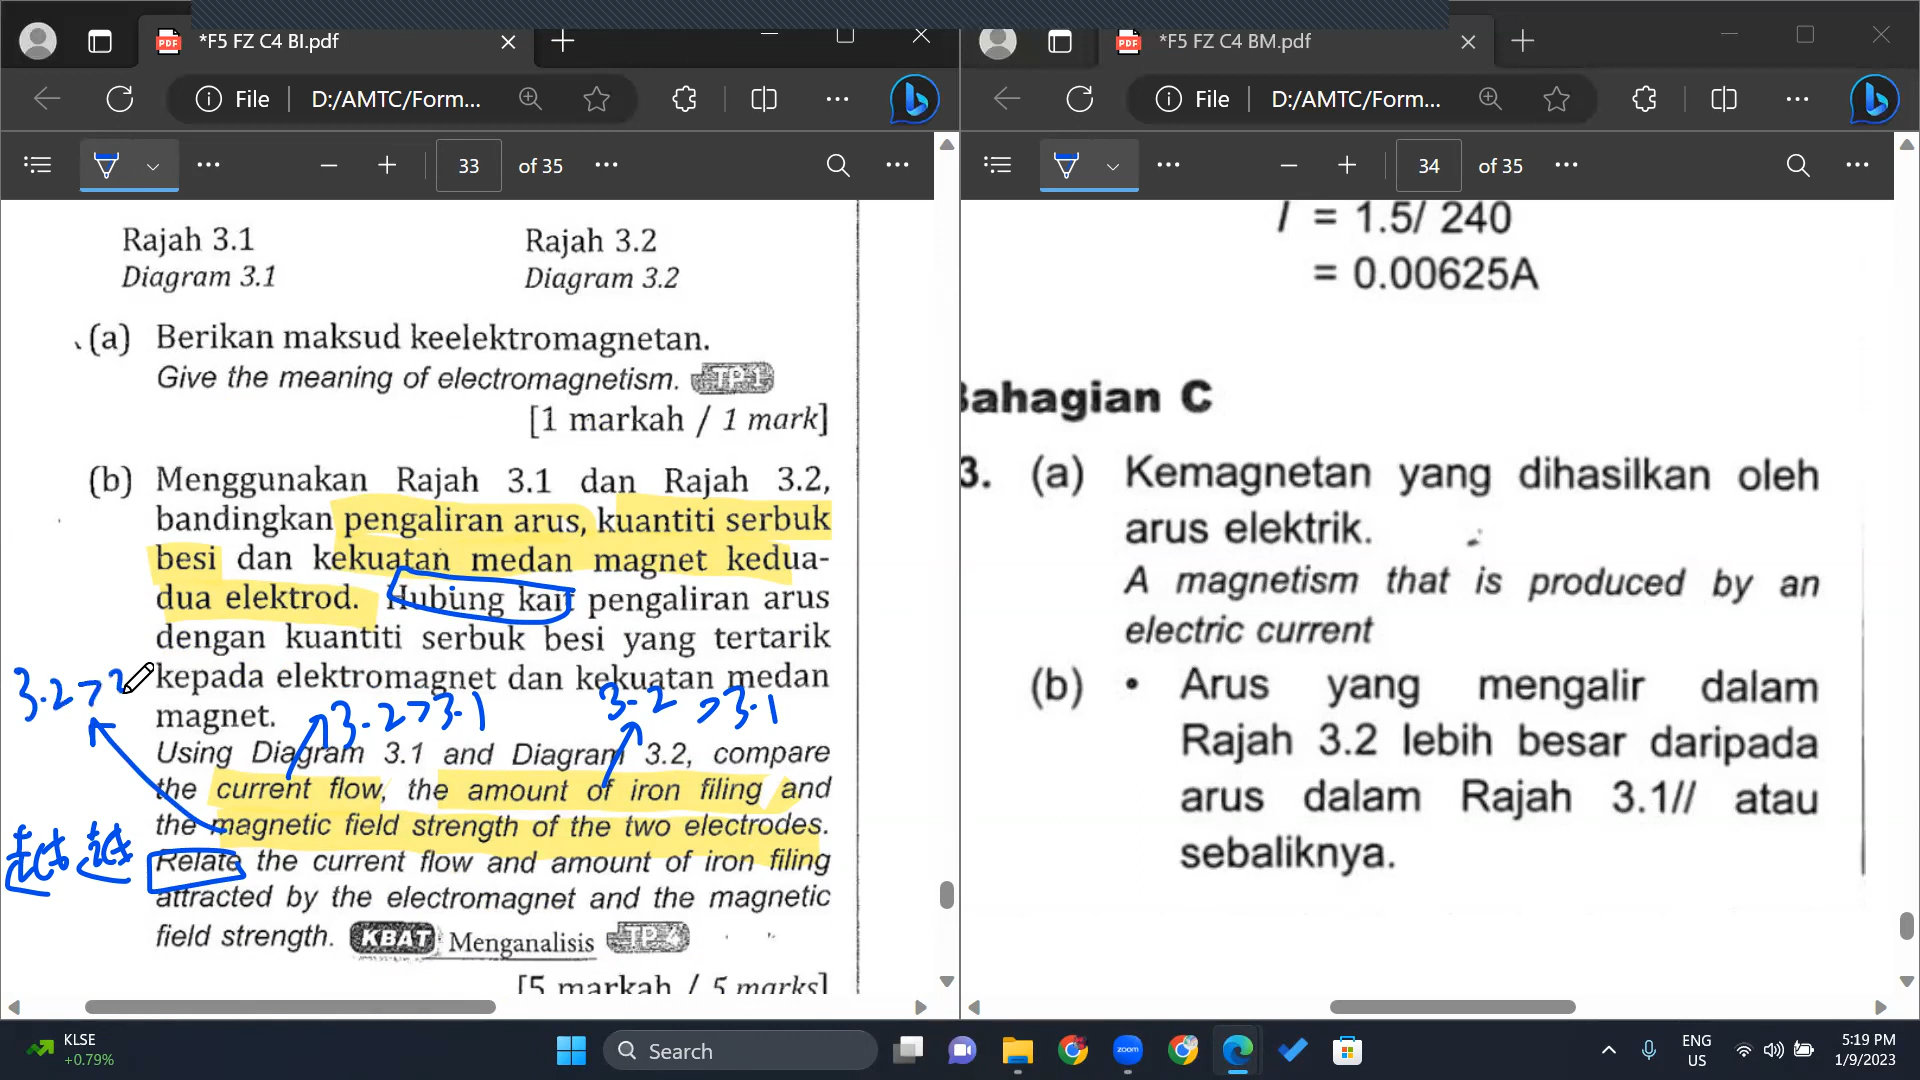 *F5 FZ C4 BI.pdf
File
D:/AMTC/Form...
33
of 35
Rajah 3.1
Diagram 3.1
Rajah 3.2
Diagram 3.2
(a) Berikan maksud keelektromagnetan.
Give the meaning of electromagnetism. TP 1
[1 markah / 1 mark]
(b) Menggunakan Rajah 3.1 dan Rajah 3.2,
bandingkan pengaliran arus, kuantiti serbuk
besi dan kekuatan medan magnet kedua-
dua elektrod. Hubung kait pengaliran arus
dengan kuantiti serbuk besi yang tertarik
kepada elektromagnet dan kekuatan medan
magnet.
3.2 >
3.2 > 3.1
3.2 > 3.1
Using Diagram 3.1 and Diagram 3.2, compare
the current flow, the amount of iron filing and
the magnetic field strength of the two electrodes.
越 越
Relate the current flow and amount of iron filing
attracted by the electromagnet and the magnetic
field strength. KBAT Menganalisis TP 4
[5 markah / 5 marks]
*F5 FZ C4 BM.pdf
File
D:/AMTC/Form...
34
of 35
I = 1.5/ 240
= 0.00625A
Bahagian C
3. (a) Kemagnetan yang dihasilkan oleh
arus elektrik.
A magnetism that is produced by an
electric current
(b) • Arus yang mengalir dalam
Rajah 3.2 lebih besar daripada
arus dalam Rajah 3.1// atau
sebaliknya.
KLSE
+0.79%
Search
zoom
ENG
US
5:19 PM
1/9/2023